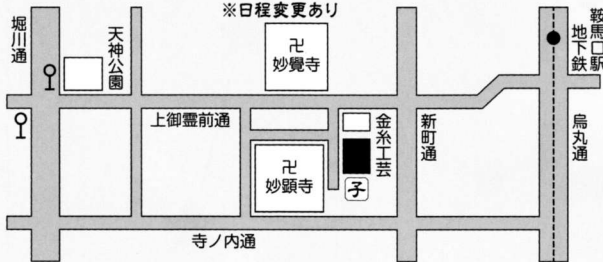 ※日程変更あり
堀川通
天神公園
卍
妙覺寺
地下鉄
鞍馬口駅
上御霊前通
金糸工芸
新町通
烏丸通
卍
妙顕寺
子
寺ノ内通